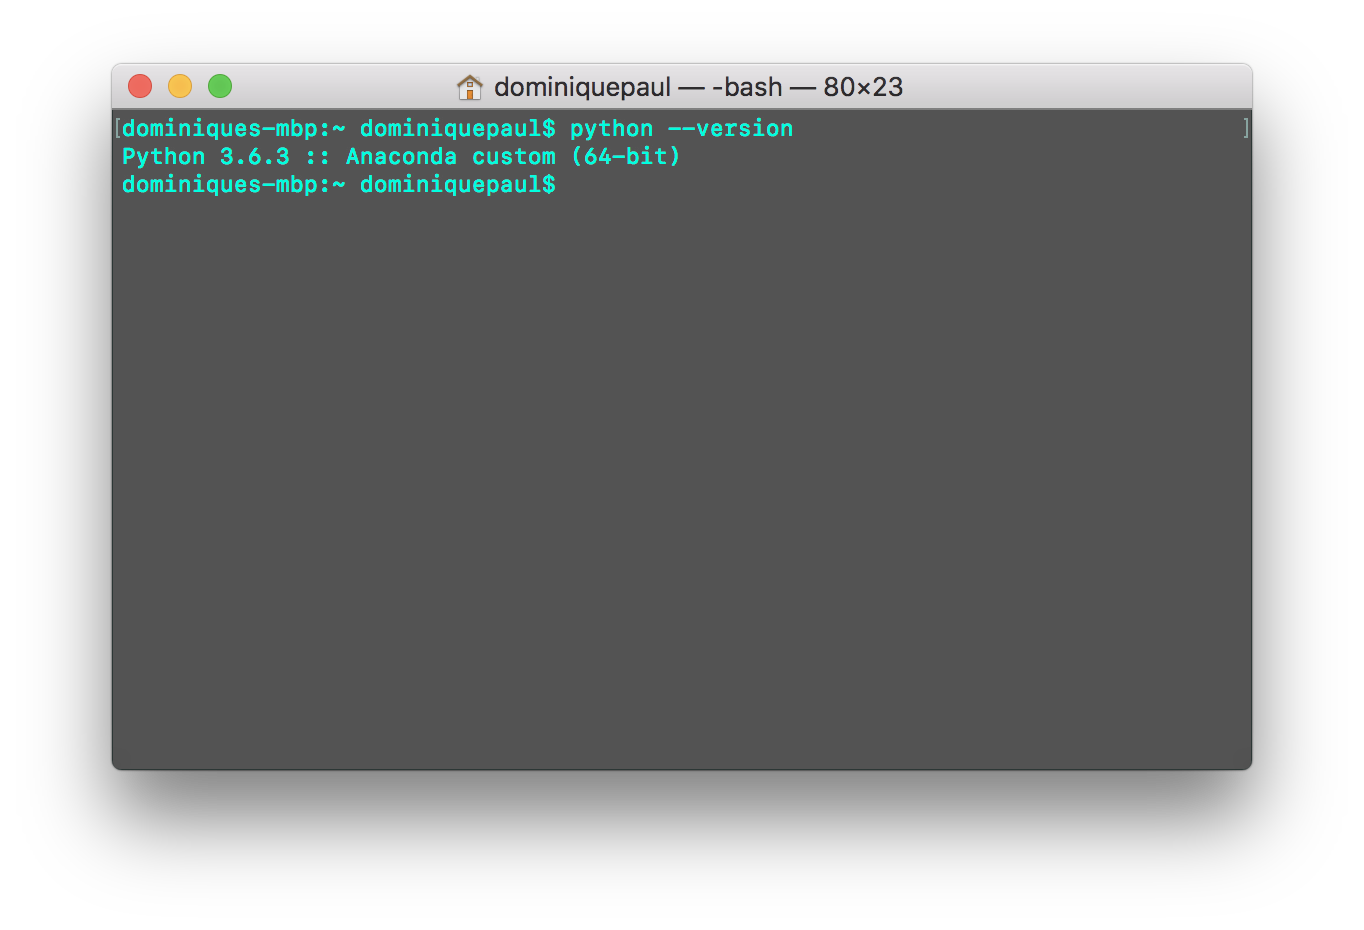 dominiquepaul — -bash — 80×23
[dominiques-mbp:~ dominiquepaul$ python --version ]
Python 3.6.3 :: Anaconda custom (64-bit)
dominiques-mbp:~ dominiquepaul$